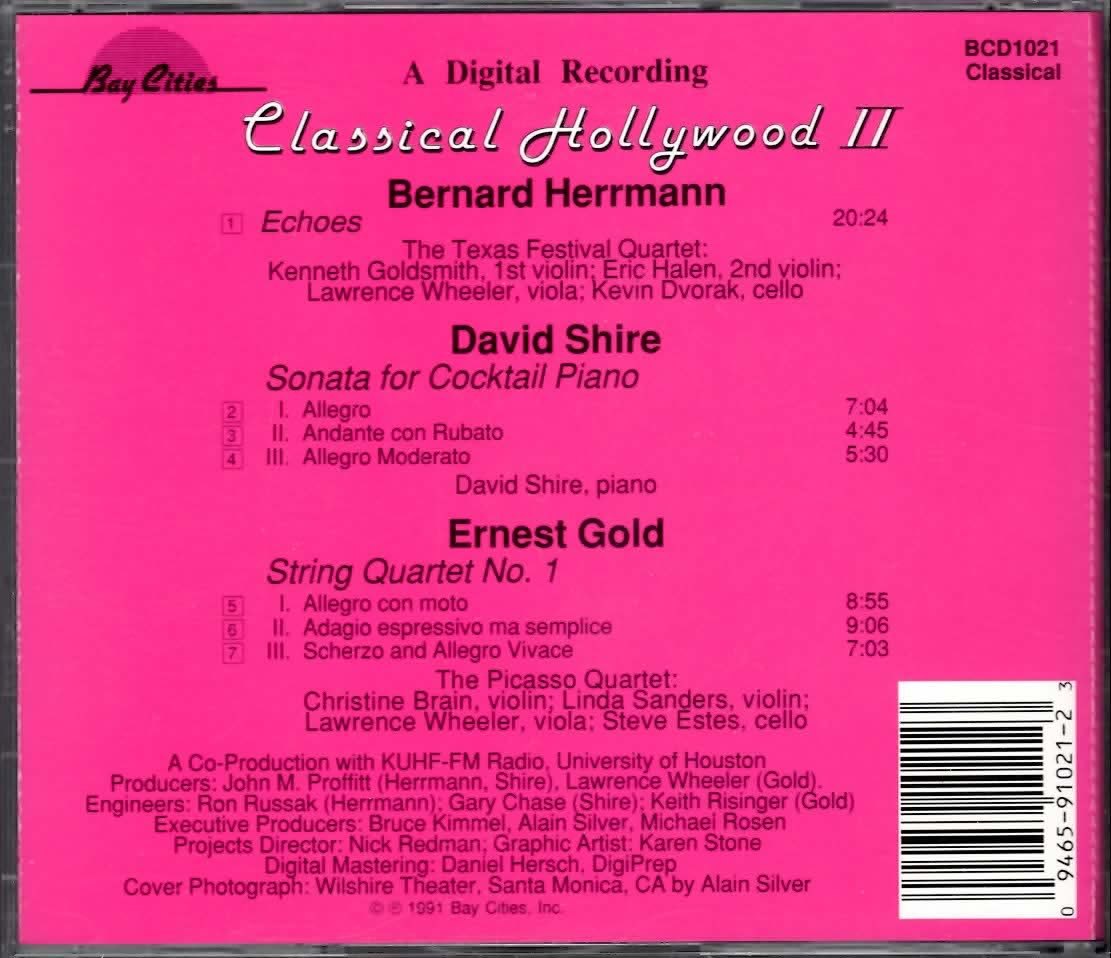 Bay Cities
A Digital Recording
BCD1021
Classical
Classical Hollywood II
Bernard Herrmann
1 Echoes 20:24
The Texas Festival Quartet:
Kenneth Goldsmith, 1st violin; Eric Halen, 2nd violin;
Lawrence Wheeler, viola; Kevin Dvorak, cello
David Shire
Sonata for Cocktail Piano
2 I. Allegro 7:04
3 II. Andante con Rubato 4:45
4 III. Allegro Moderato 5:30
David Shire, piano
Ernest Gold
String Quartet No. 1
5 I. Allegro con moto 8:55
6 II. Adagio espressivo ma semplice 9:06
7 III. Scherzo and Allegro Vivace 7:03
The Picasso Quartet:
Christine Brain, violin; Linda Sanders, violin;
Lawrence Wheeler, viola; Steve Estes, cello
A Co-Production with KUHF-FM Radio, University of Houston
Producers: John M. Proffitt (Herrmann, Shire), Lawrence Wheeler (Gold).
Engineers: Ron Russak (Herrmann); Gary Chase (Shire); Keith Risinger (Gold)
Executive Producers: Bruce Kimmel, Alain Silver, Michael Rosen
Projects Director: Nick Redman; Graphic Artist: Karen Stone
Digital Mastering: Daniel Hersch, DigiPrep
Cover Photograph: Wilshire Theater, Santa Monica, CA by Alain Silver
© ℗ 1991 Bay Cities, Inc.
0 9465-91021-2 3